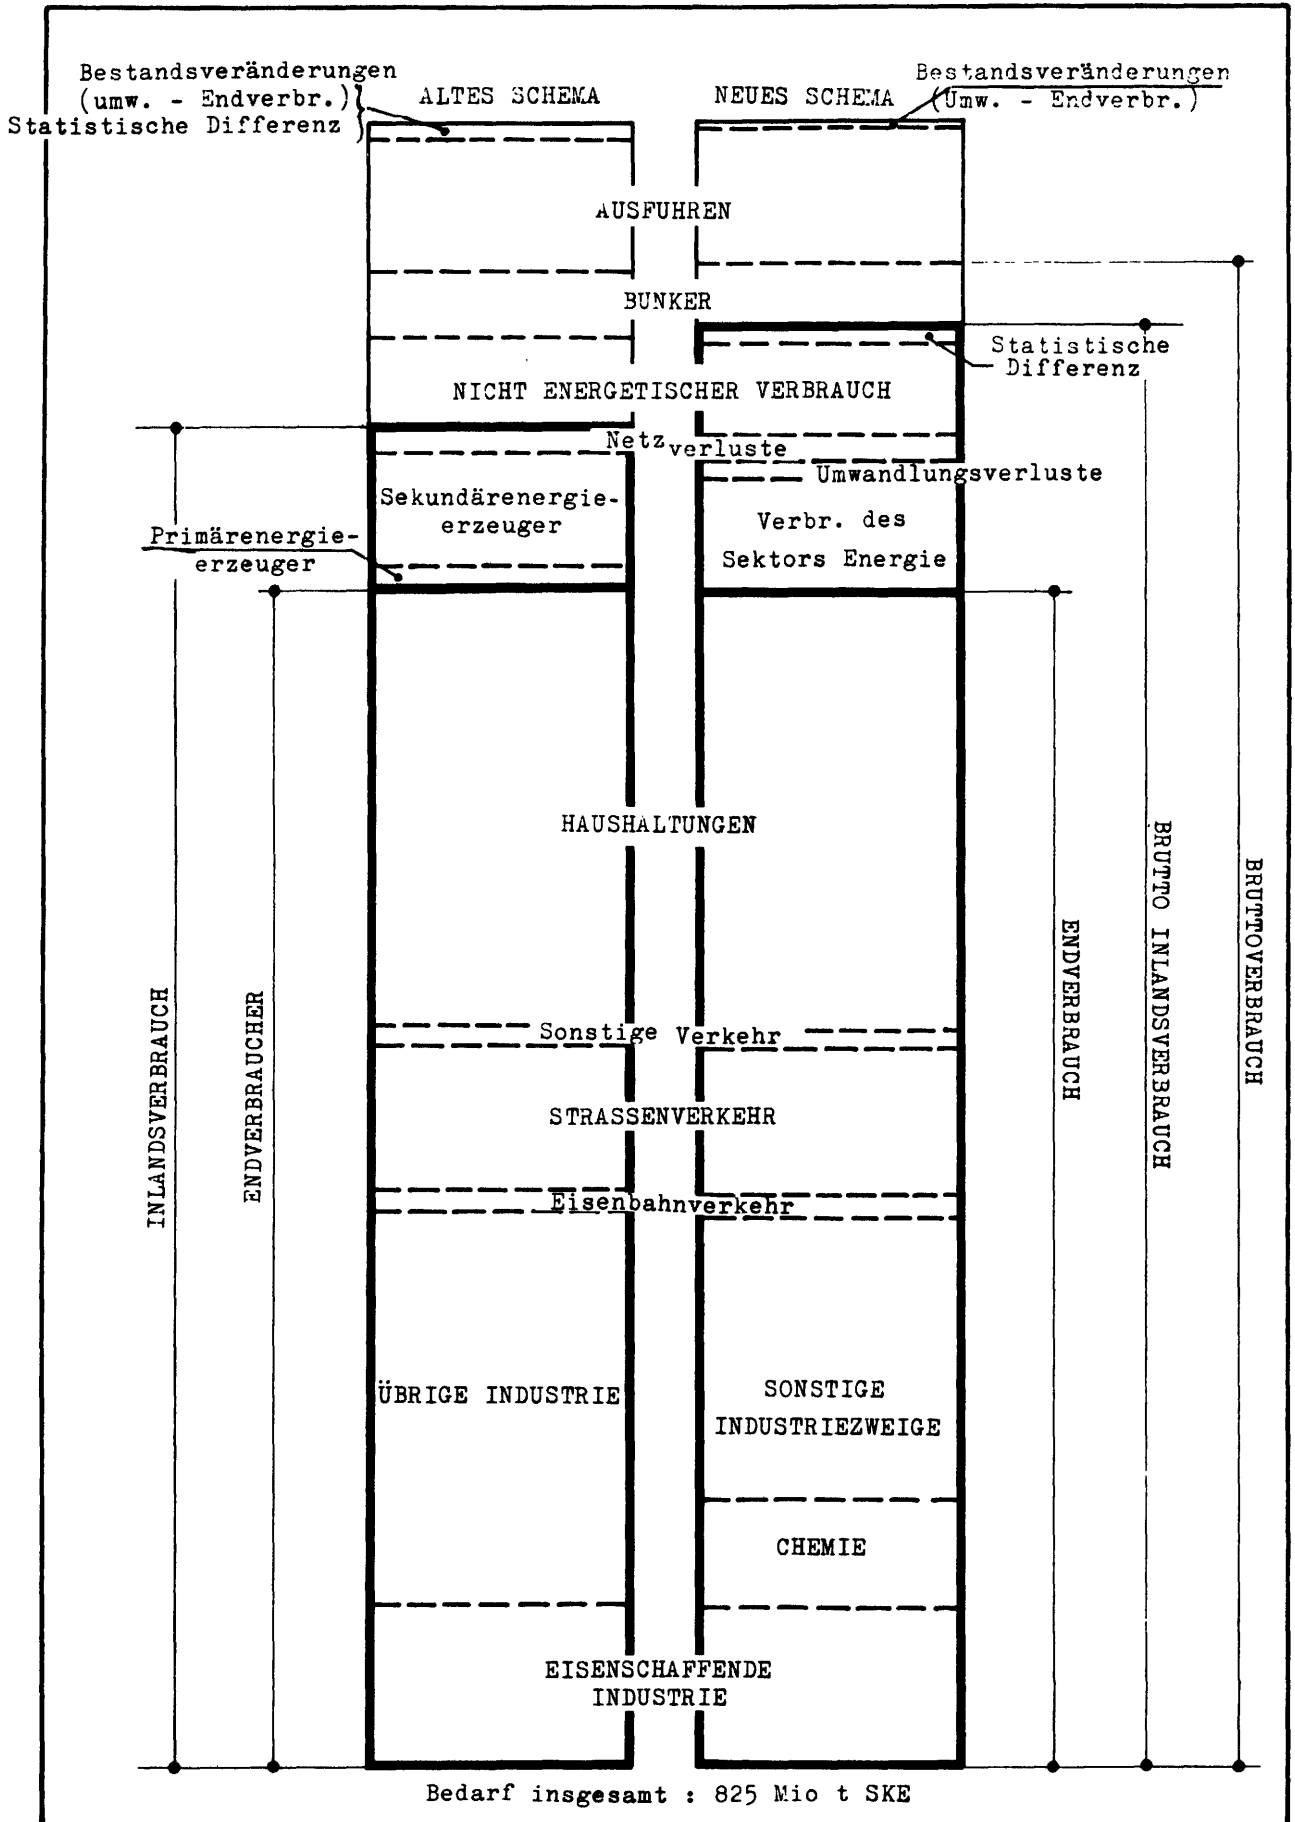 Bestandsveränderungen
(umw. - Endverbr.)
Statistische Differenz
ALTES SCHEMA
NEUES SCHEMA
Bestandsveränderungen
(Umw. - Endverbr.)
AUSFUHREN
BUNKER
Statistische
Differenz
NICHT ENERGETISCHER VERBRAUCH
Netzverluste
Umwandlungsverluste
Sekundärenergie-
erzeuger
Verbr. des
Sektors Energie
Primärenergie-
erzeuger
HAUSHALTUNGEN
INLANDSVERBRAUCH
ENDVERBRAUCHER
ENDVERBRAUCH
BRUTTO INLANDSVERBRAUCH
BRUTTOVERBRAUCH
Sonstige Verkehr
STRASSENVERKEHR
Eisenbahnverkehr
ÜBRIGE INDUSTRIE
SONSTIGE
INDUSTRIEZWEIGE
CHEMIE
EISENSCHAFFENDE
INDUSTRIE
Bedarf insgesamt : 825 Mio t SKE